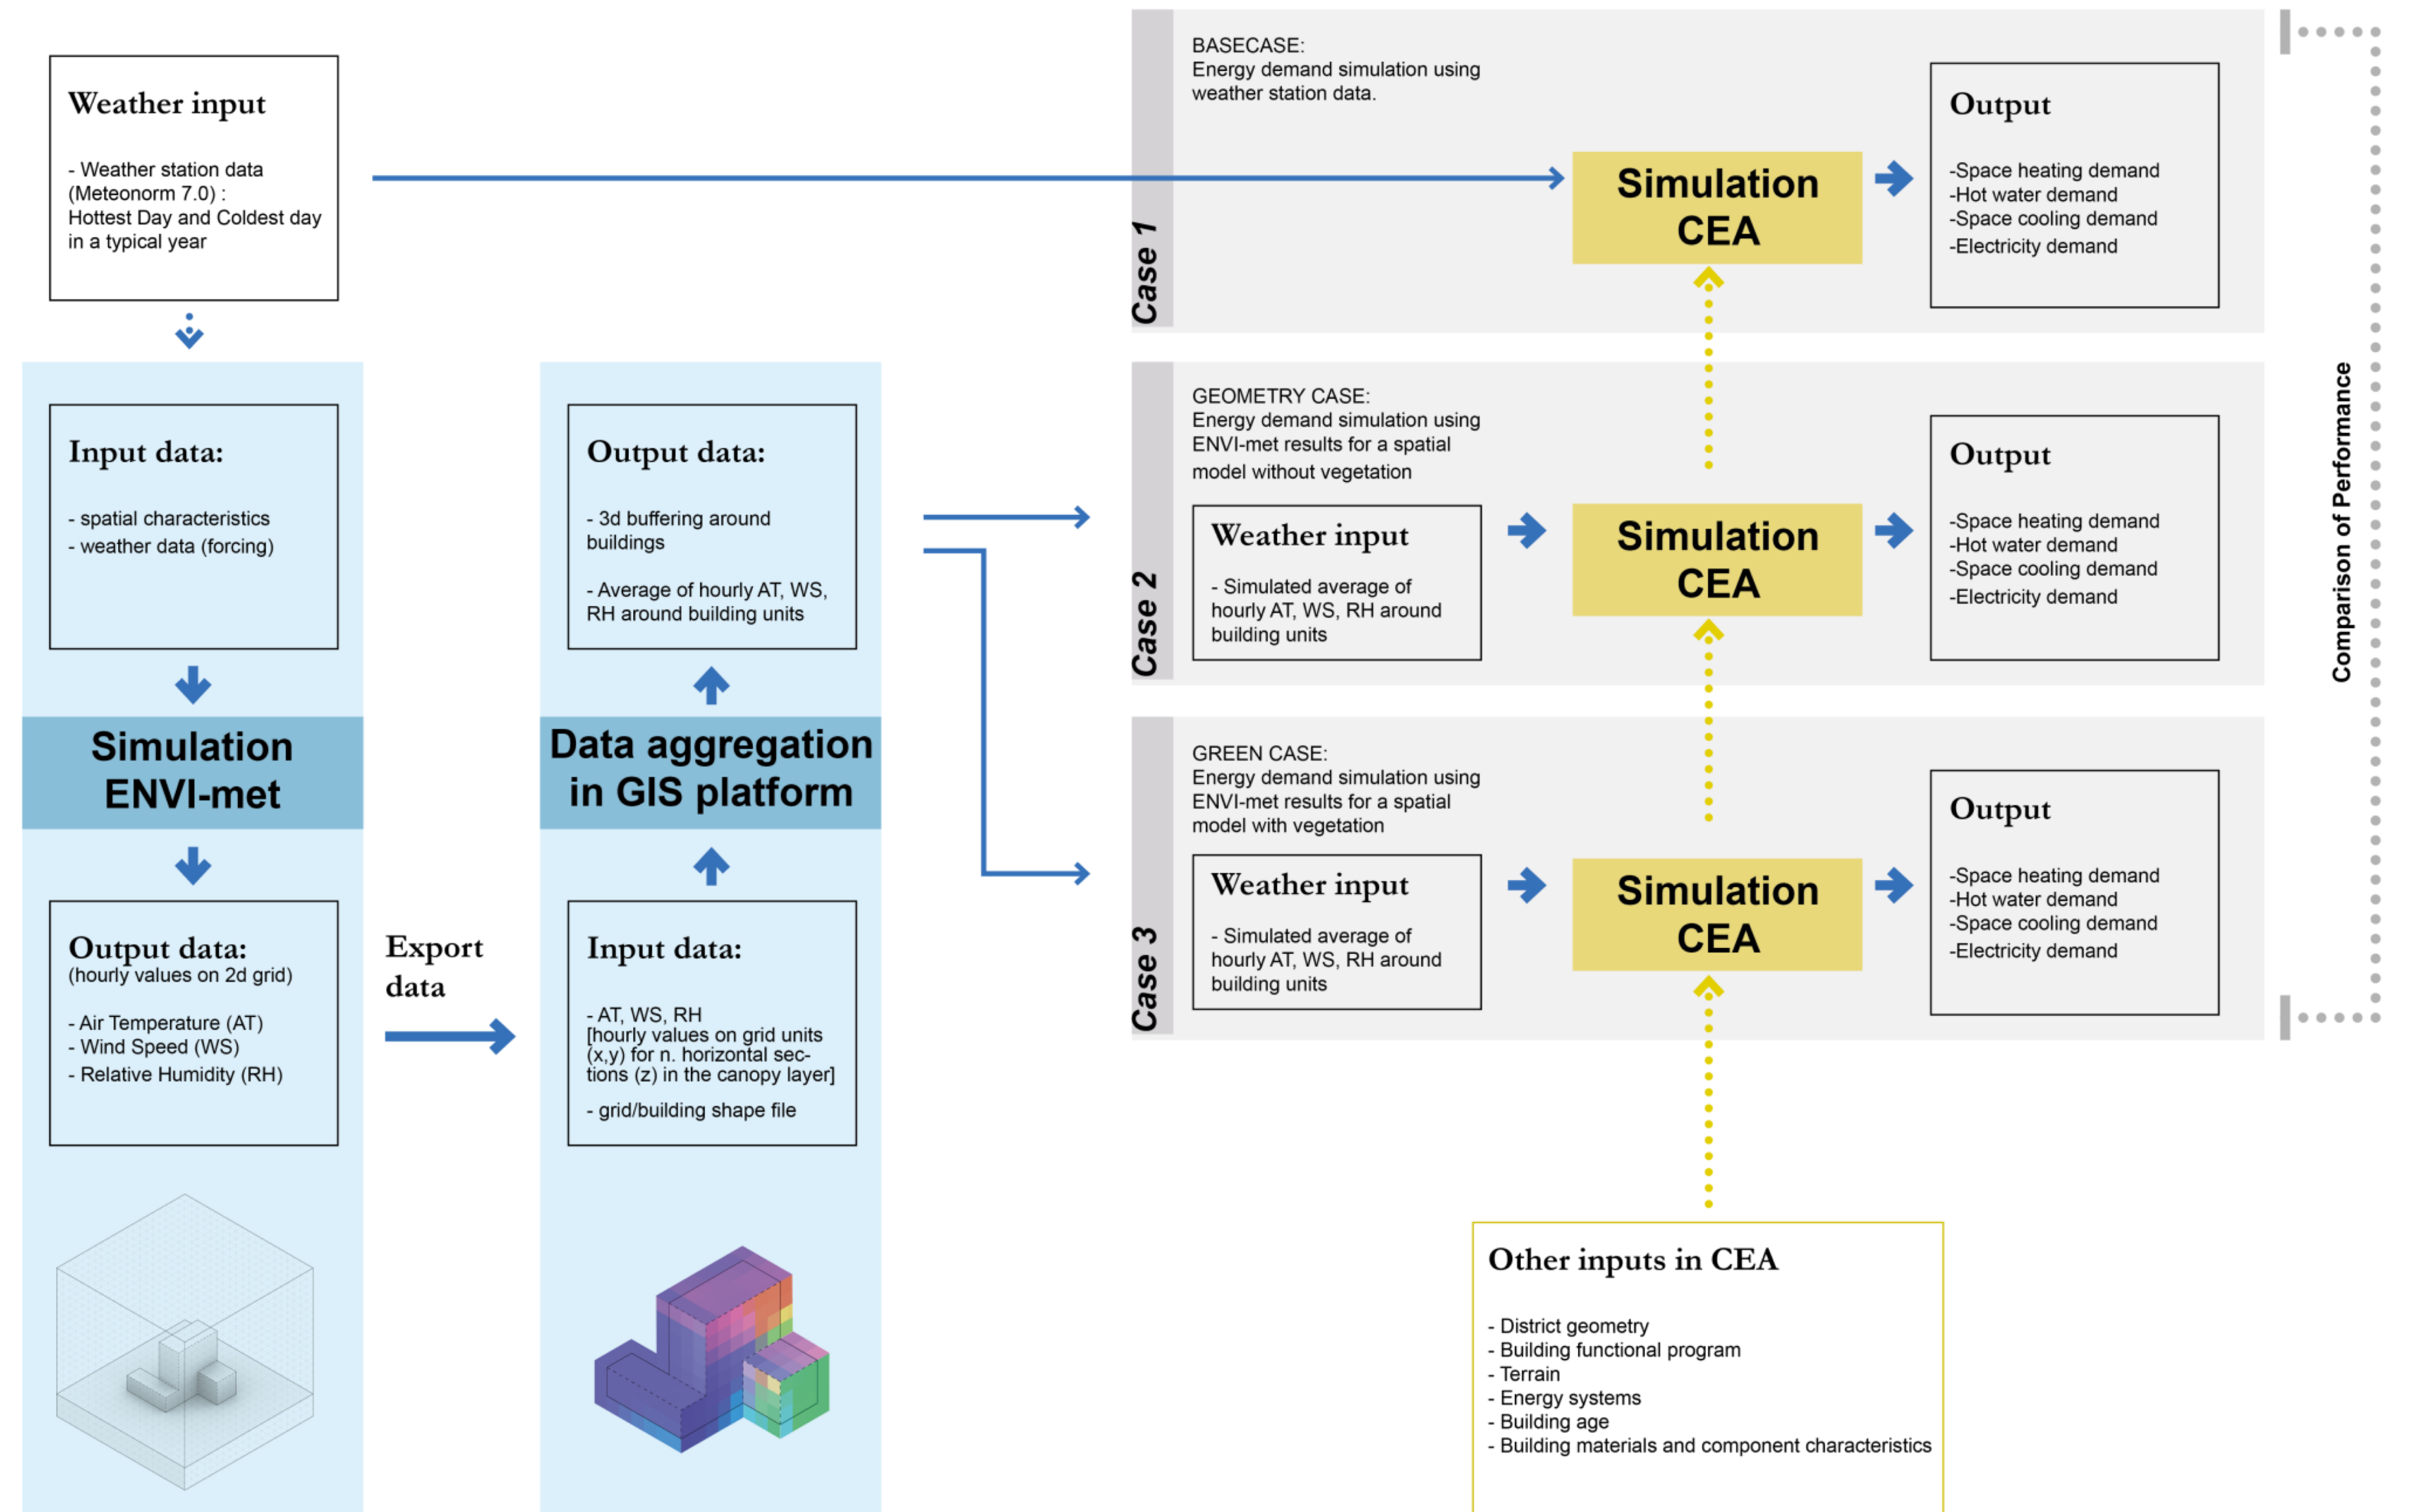 Weather input
- Weather station data
(Meteonorm 7.0) :
Hottest Day and Coldest day
in a typical year
Input data:
- spatial characteristics
- weather data (forcing)
Simulation
ENVI-met
Output data:
(hourly values on 2d grid)
- Air Temperature (AT)
- Wind Speed (WS)
- Relative Humidity (RH)
Export
data
Output data:
- 3d buffering around
buildings
- Average of hourly AT, WS,
RH around building units
Data aggregation
in GIS platform
Input data:
- AT, WS, RH
[hourly values on grid units
(x,y) for n. horizontal sec-
tions (z) in the canopy layer]
- grid/building shape file
Case 1
BASECASE:
Energy demand simulation using
weather station data.
Simulation
CEA
Output
-Space heating demand
-Hot water demand
-Space cooling demand
-Electricity demand
Case 2
GEOMETRY CASE:
Energy demand simulation using
ENVI-met results for a spatial
model without vegetation
Weather input
- Simulated average of
hourly AT, WS, RH around
building units
Simulation
CEA
Output
-Space heating demand
-Hot water demand
-Space cooling demand
-Electricity demand
Case 3
GREEN CASE:
Energy demand simulation using
ENVI-met results for a spatial
model with vegetation
Weather input
- Simulated average of
hourly AT, WS, RH around
building units
Simulation
CEA
Output
-Space heating demand
-Hot water demand
-Space cooling demand
-Electricity demand
Comparison of Performance
Other inputs in CEA
- District geometry
- Building functional program
- Terrain
- Energy systems
- Building age
- Building materials and component characteristics